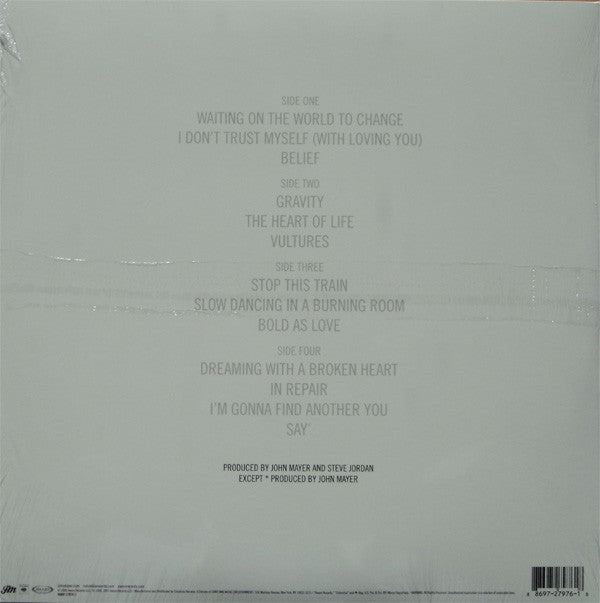 SIDE ONE
WAITING ON THE WORLD TO CHANGE
I DON'T TRUST MYSELF (WITH LOVING YOU)
BELIEF
SIDE TWO
GRAVITY
THE HEART OF LIFE
VULTURES
SIDE THREE
STOP THIS TRAIN
SLOW DANCING IN A BURNING ROOM
BOLD AS LOVE
SIDE FOUR
DREAMING WITH A BROKEN HEART
IN REPAIR
I'M GONNA FIND ANOTHER YOU
SAY*
PRODUCED BY JOHN MAYER AND STEVE JORDAN
EXCEPT * PRODUCED BY JOHN MAYER
8 8697-27976-1